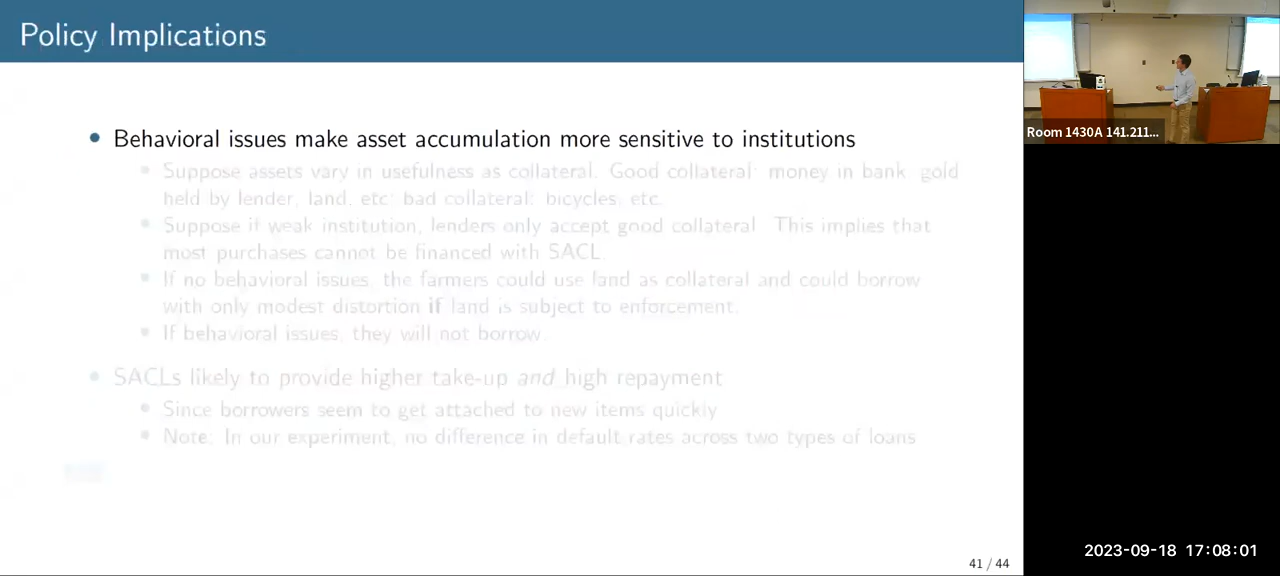 Policy Implications
Behavioral issues make asset accumulation more sensitive to institutions
Suppose assets vary in usefulness as collateral. Good collateral: money in bank, gold
held by lender, land, etc; bad collateral: bicycles, etc.
Suppose if weak institution, lenders only accept good collateral. This implies that
most purchases cannot be financed with SACL.
If no behavioral issues, the farmers could use land as collateral and could borrow
with only modest distortion if land is subject to enforcement.
If behavioral issues, they will not borrow.
SACLs likely to provide higher take-up and high repayment
Since borrowers seem to get attached to new items quickly
Note: In our experiment, no difference in default rates across two types of loans
41 / 44
Room 1430A 141.211...
2023-09-18 17:08:01